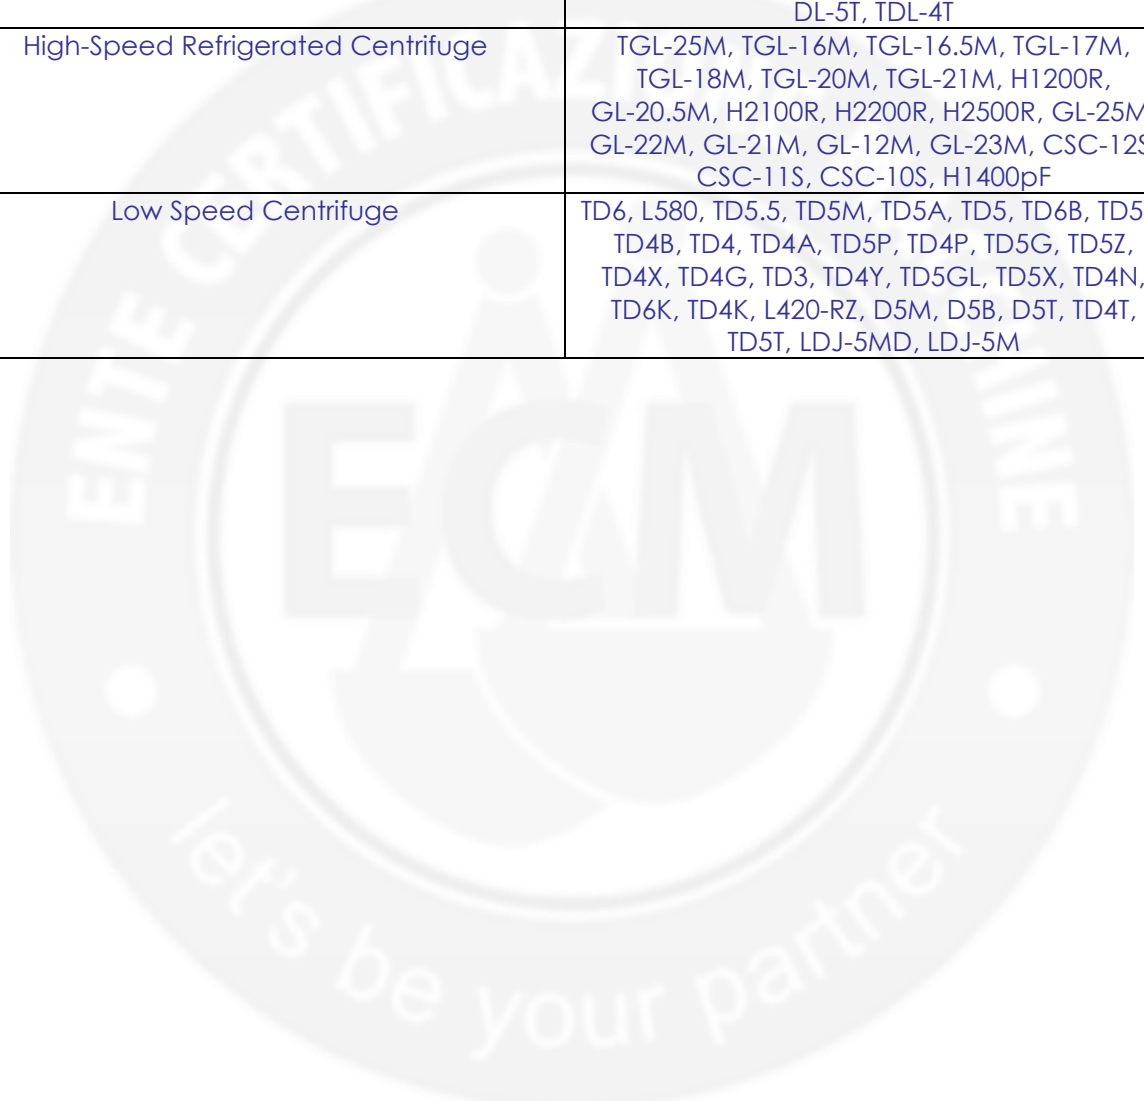 DL-5T, TDL-4T
High-Speed Refrigerated Centrifuge
TGL-25M, TGL-16M, TGL-16.5M, TGL-17M,
TGL-18M, TGL-20M, TGL-21M, H1200R,
GL-20.5M, H2100R, H2200R, H2500R, GL-25M
GL-22M, GL-21M, GL-12M, GL-23M, CSC-12S
CSC-11S, CSC-10S, H1400pF
Low Speed Centrifuge
TD6, L580, TD5.5, TD5M, TD5A, TD5, TD6B, TD5
TD4B, TD4, TD4A, TD5P, TD4P, TD5G, TD5Z,
TD4X, TD4G, TD3, TD4Y, TD5GL, TD5X, TD4N,
TD6K, TD4K, L420-RZ, D5M, D5B, D5T, TD4T,
TD5T, LDJ-5MD, LDJ-5M
ENTE CERTIFICAZIONE
ECM
let's be your partner